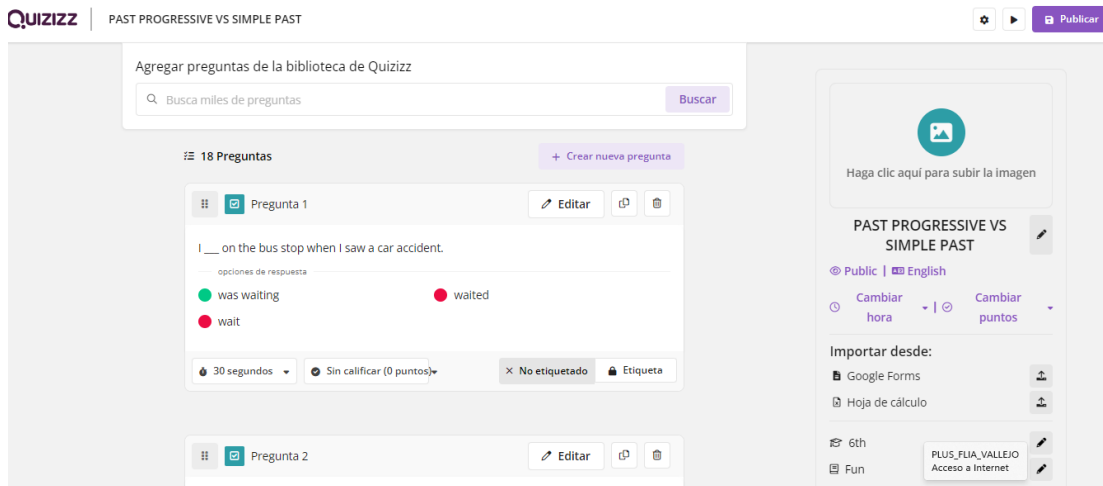 QUIZIZZ
PAST PROGRESSIVE VS SIMPLE PAST
Publicar
Agregar preguntas de la biblioteca de Quizizz
Busca miles de preguntas
Buscar
18 Preguntas
+ Crear nueva pregunta
Pregunta 1
Editar
I ___ on the bus stop when I saw a car accident.
opciones de respuesta
was waiting
waited
wait
30 segundos
Sin calificar (0 puntos)
No etiquetado
Etiqueta
Pregunta 2
Editar
Haga clic aquí para subir la imagen
PAST PROGRESSIVE VS
SIMPLE PAST
Public | English
Cambiar
hora
|
Cambiar
puntos
Importar desde:
Google Forms
Hoja de cálculo
6th
Fun
PLUS_FLIA_VALLEJO
Acceso a Internet